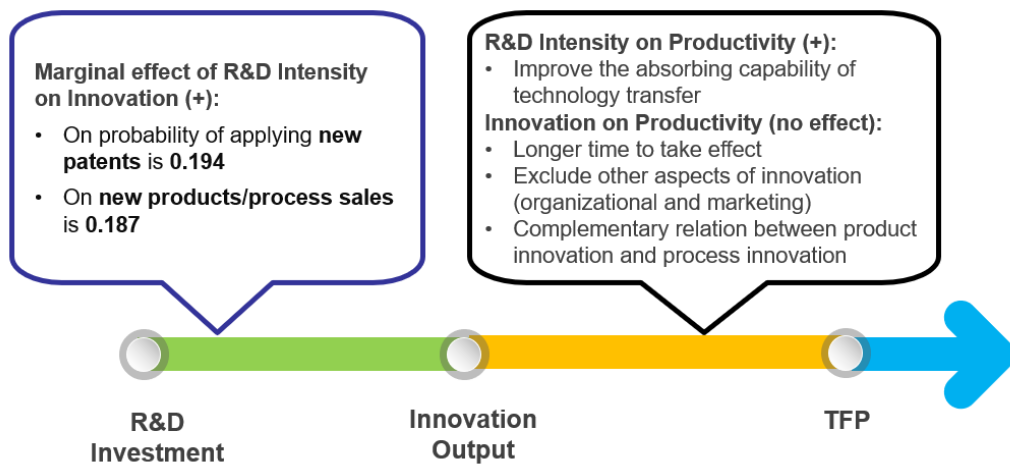 Marginal effect of R&D Intensity
on Innovation (+):
• On probability of applying new
patents is 0.194
• On new products/process sales
is 0.187
R&D Intensity on Productivity (+):
• Improve the absorbing capability of
technology transfer
Innovation on Productivity (no effect):
• Longer time to take effect
• Exclude other aspects of innovation
(organizational and marketing)
• Complementary relation between product
innovation and process innovation
R&D
Investment
Innovation
Output
TFP